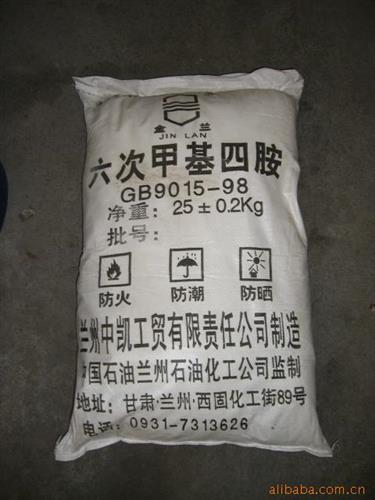 金兰
JIN LAN
六次甲基四胺
GB9015-98
净重: 25±0.2Kg
批号:
防火 防潮 防晒
兰州中凯工贸有限责任公司制造
中国石油兰州石油化工公司监制
地址: 甘肃·兰州·西固化工街89号
电话: 0931-7313626
alibaba.com.cn